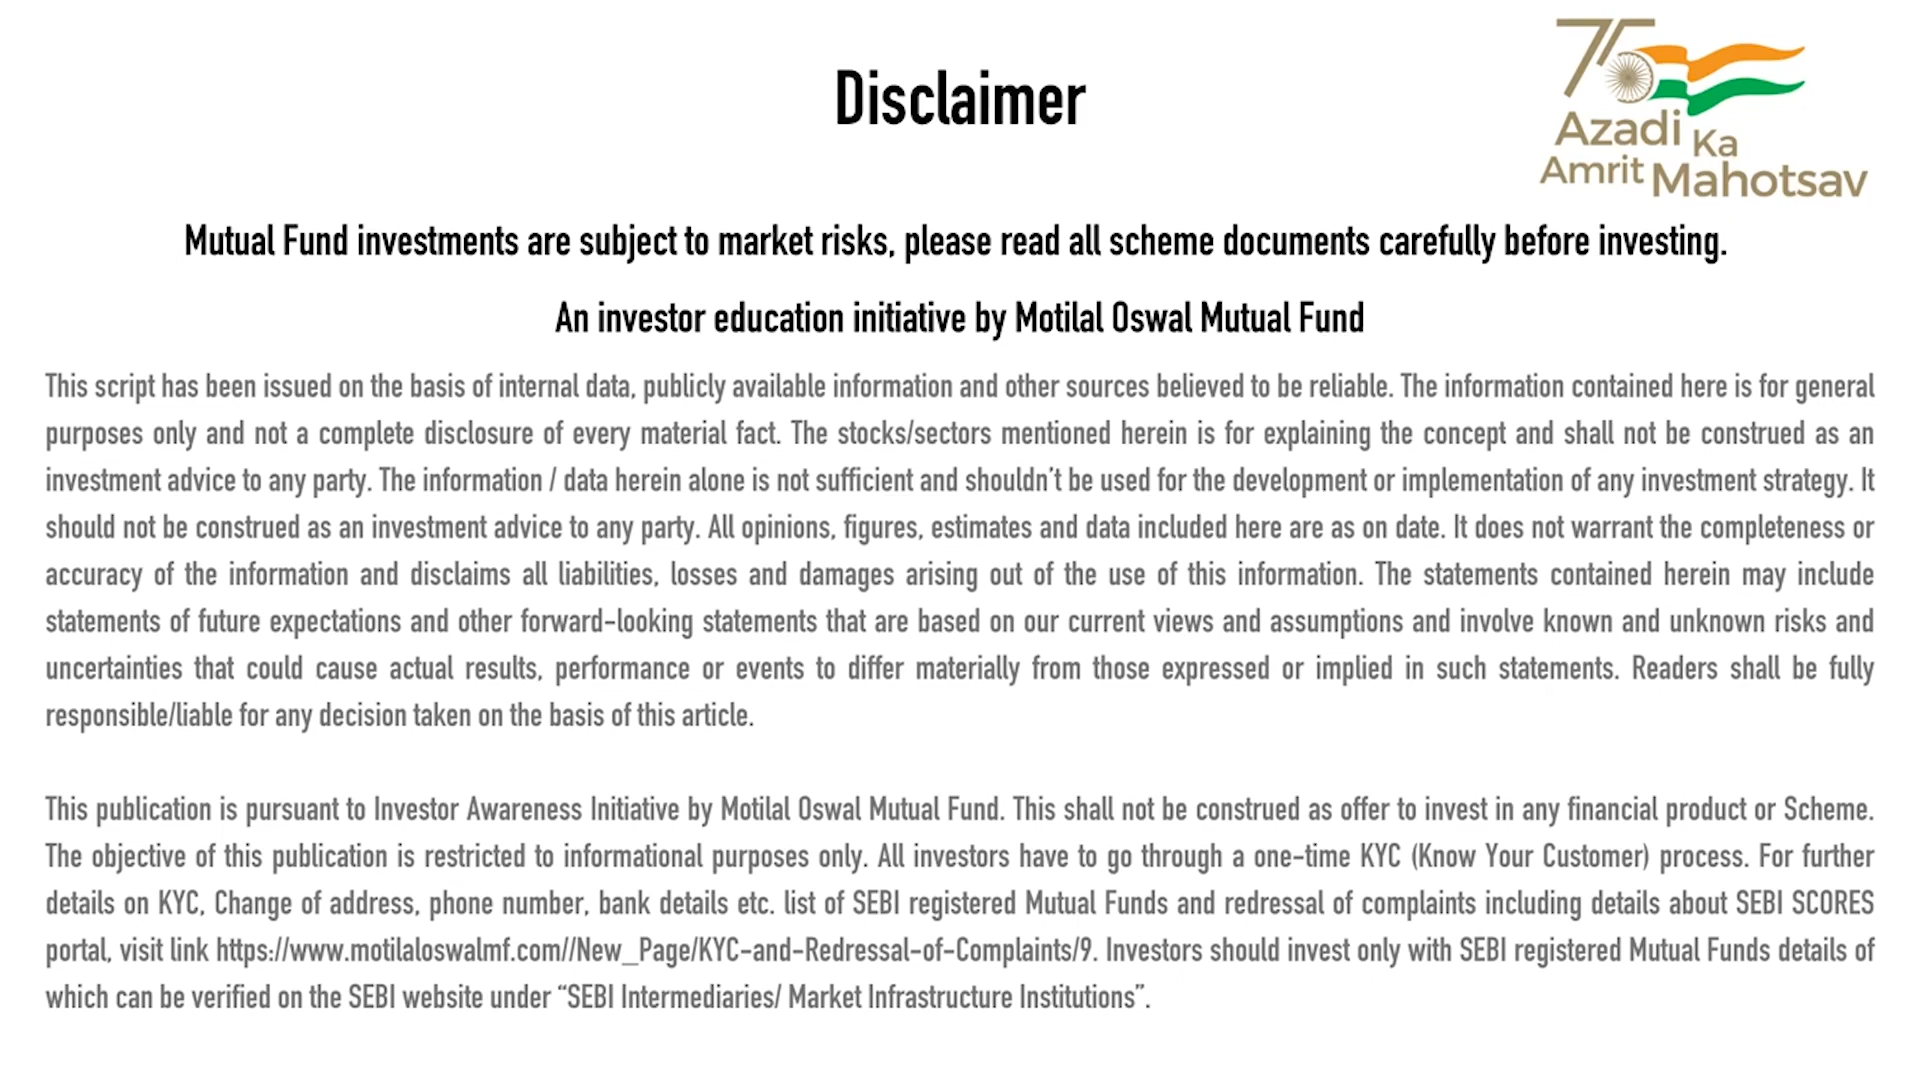 75
Azadi Ka
Amrit Mahotsav
Disclaimer
Mutual Fund investments are subject to market risks, please read all scheme documents carefully before investing.
An investor education initiative by Motilal Oswal Mutual Fund
This script has been issued on the basis of internal data, publicly available information and other sources believed to be reliable. The information contained here is for general
purposes only and not a complete disclosure of every material fact. The stocks/sectors mentioned herein is for explaining the concept and shall not be construed as an
investment advice to any party. The information / data herein alone is not sufficient and shouldn’t be used for the development or implementation of any investment strategy. It
should not be construed as an investment advice to any party. All opinions, figures, estimates and data included here are as on date. It does not warrant the completeness or
accuracy of the information and disclaims all liabilities, losses and damages arising out of the use of this information. The statements contained herein may include
statements of future expectations and other forward-looking statements that are based on our current views and assumptions and involve known and unknown risks and
uncertainties that could cause actual results, performance or events to differ materially from those expressed or implied in such statements. Readers shall be fully
responsible/liable for any decision taken on the basis of this article.
This publication is pursuant to Investor Awareness Initiative by Motilal Oswal Mutual Fund. This shall not be construed as offer to invest in any financial product or Scheme.
The objective of this publication is restricted to informational purposes only. All investors have to go through a one-time KYC (Know Your Customer) process. For further
details on KYC, Change of address, phone number, bank details etc. list of SEBI registered Mutual Funds and redressal of complaints including details about SEBI SCORES
portal, visit link https://www.motilaloswalmf.com//New_Page/KYC-and-Redressal-of-Complaints/9. Investors should invest only with SEBI registered Mutual Funds details of
which can be verified on the SEBI website under “SEBI Intermediaries/ Market Infrastructure Institutions”.